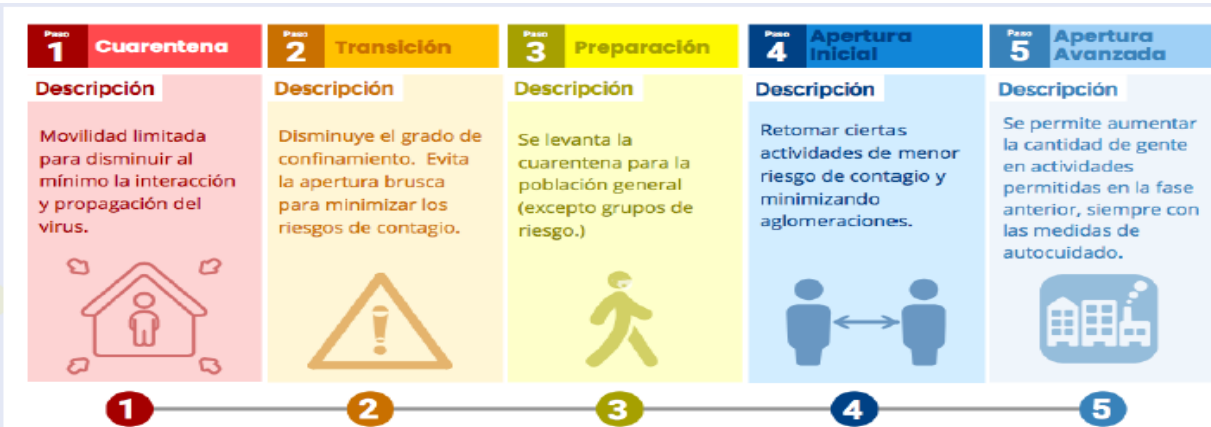 Paso
1 Cuarentena
Descripción
Movilidad limitada
para disminuir al
mínimo la interacción
y propagación del
virus.
1
Paso
2 Transición
Descripción
Disminuye el grado de
confinamiento. Evita
la apertura brusca
para minimizar los
riesgos de contagio.
2
Paso
3 Preparación
Descripción
Se levanta la
cuarentena para la
población general
(excepto grupos de
riesgo.)
3
Paso
4 Apertura
Inicial
Descripción
Retomar ciertas
actividades de menor
riesgo de contagio y
minimizando
aglomeraciones.
4
Paso
5 Apertura
Avanzada
Descripción
Se permite aumentar
la cantidad de gente
en actividades
permitidas en la fase
anterior, siempre con
las medidas de
autocuidado.
5